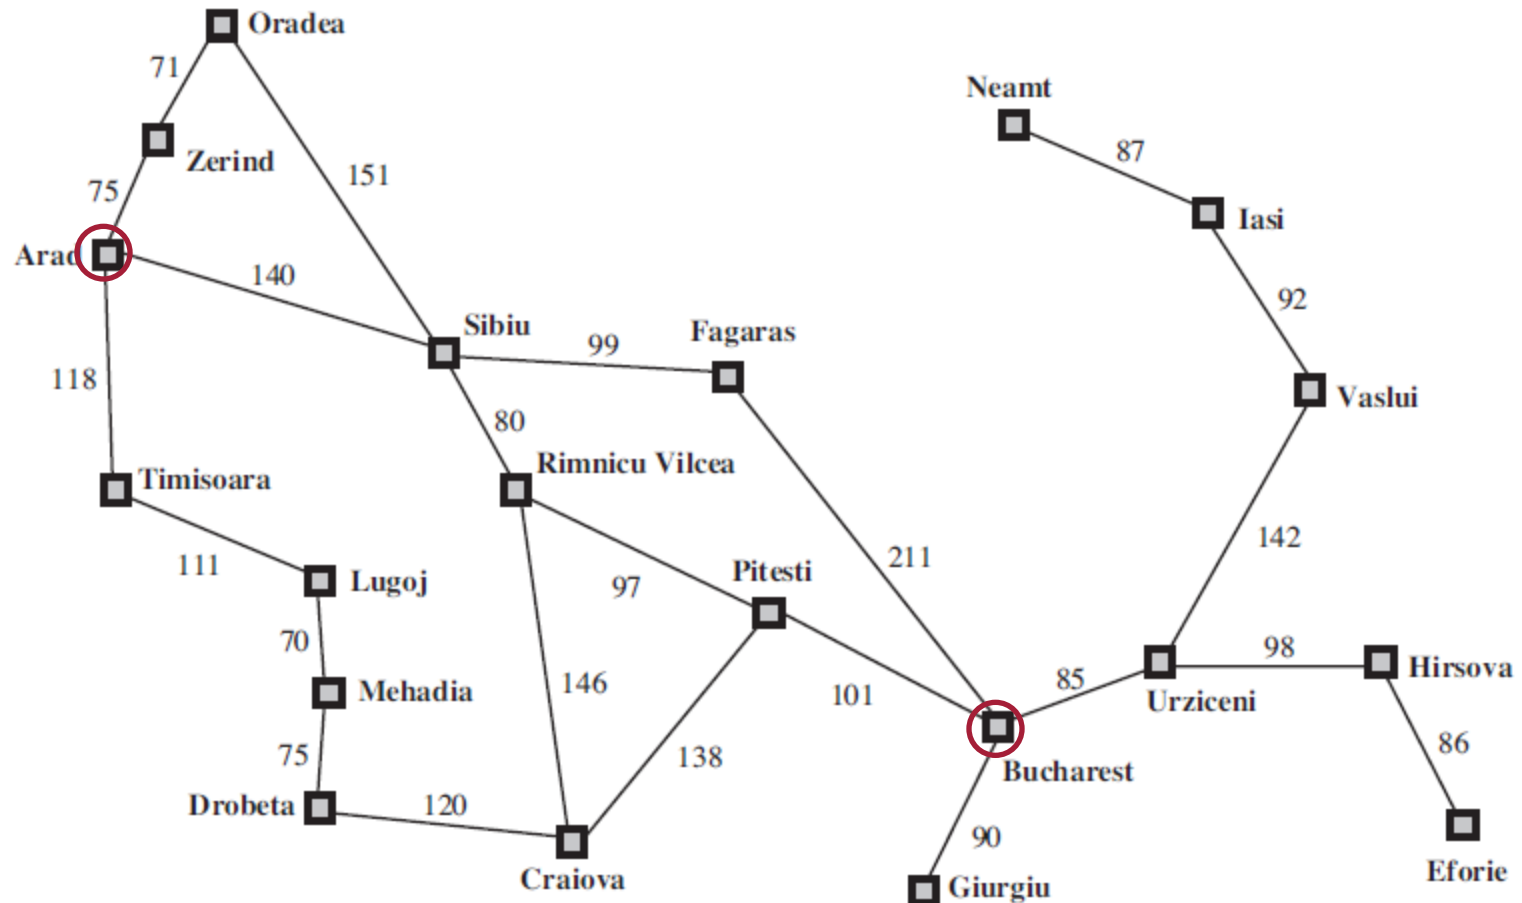 Oradea
71
Neamt
87
Zerind
151
75
Iasi
Arad
140
92
Sibiu
Fagaras
99
118
Vaslui
80
Rimnicu Vilcea
Timisoara
142
211
111
Lugoj
97
Pitesti
70
98
Hirsova
Mehadia
146
101
85
Urziceni
86
75
138
Bucharest
Drobeta
120
90
Craiova
Giurgiu
Eforie